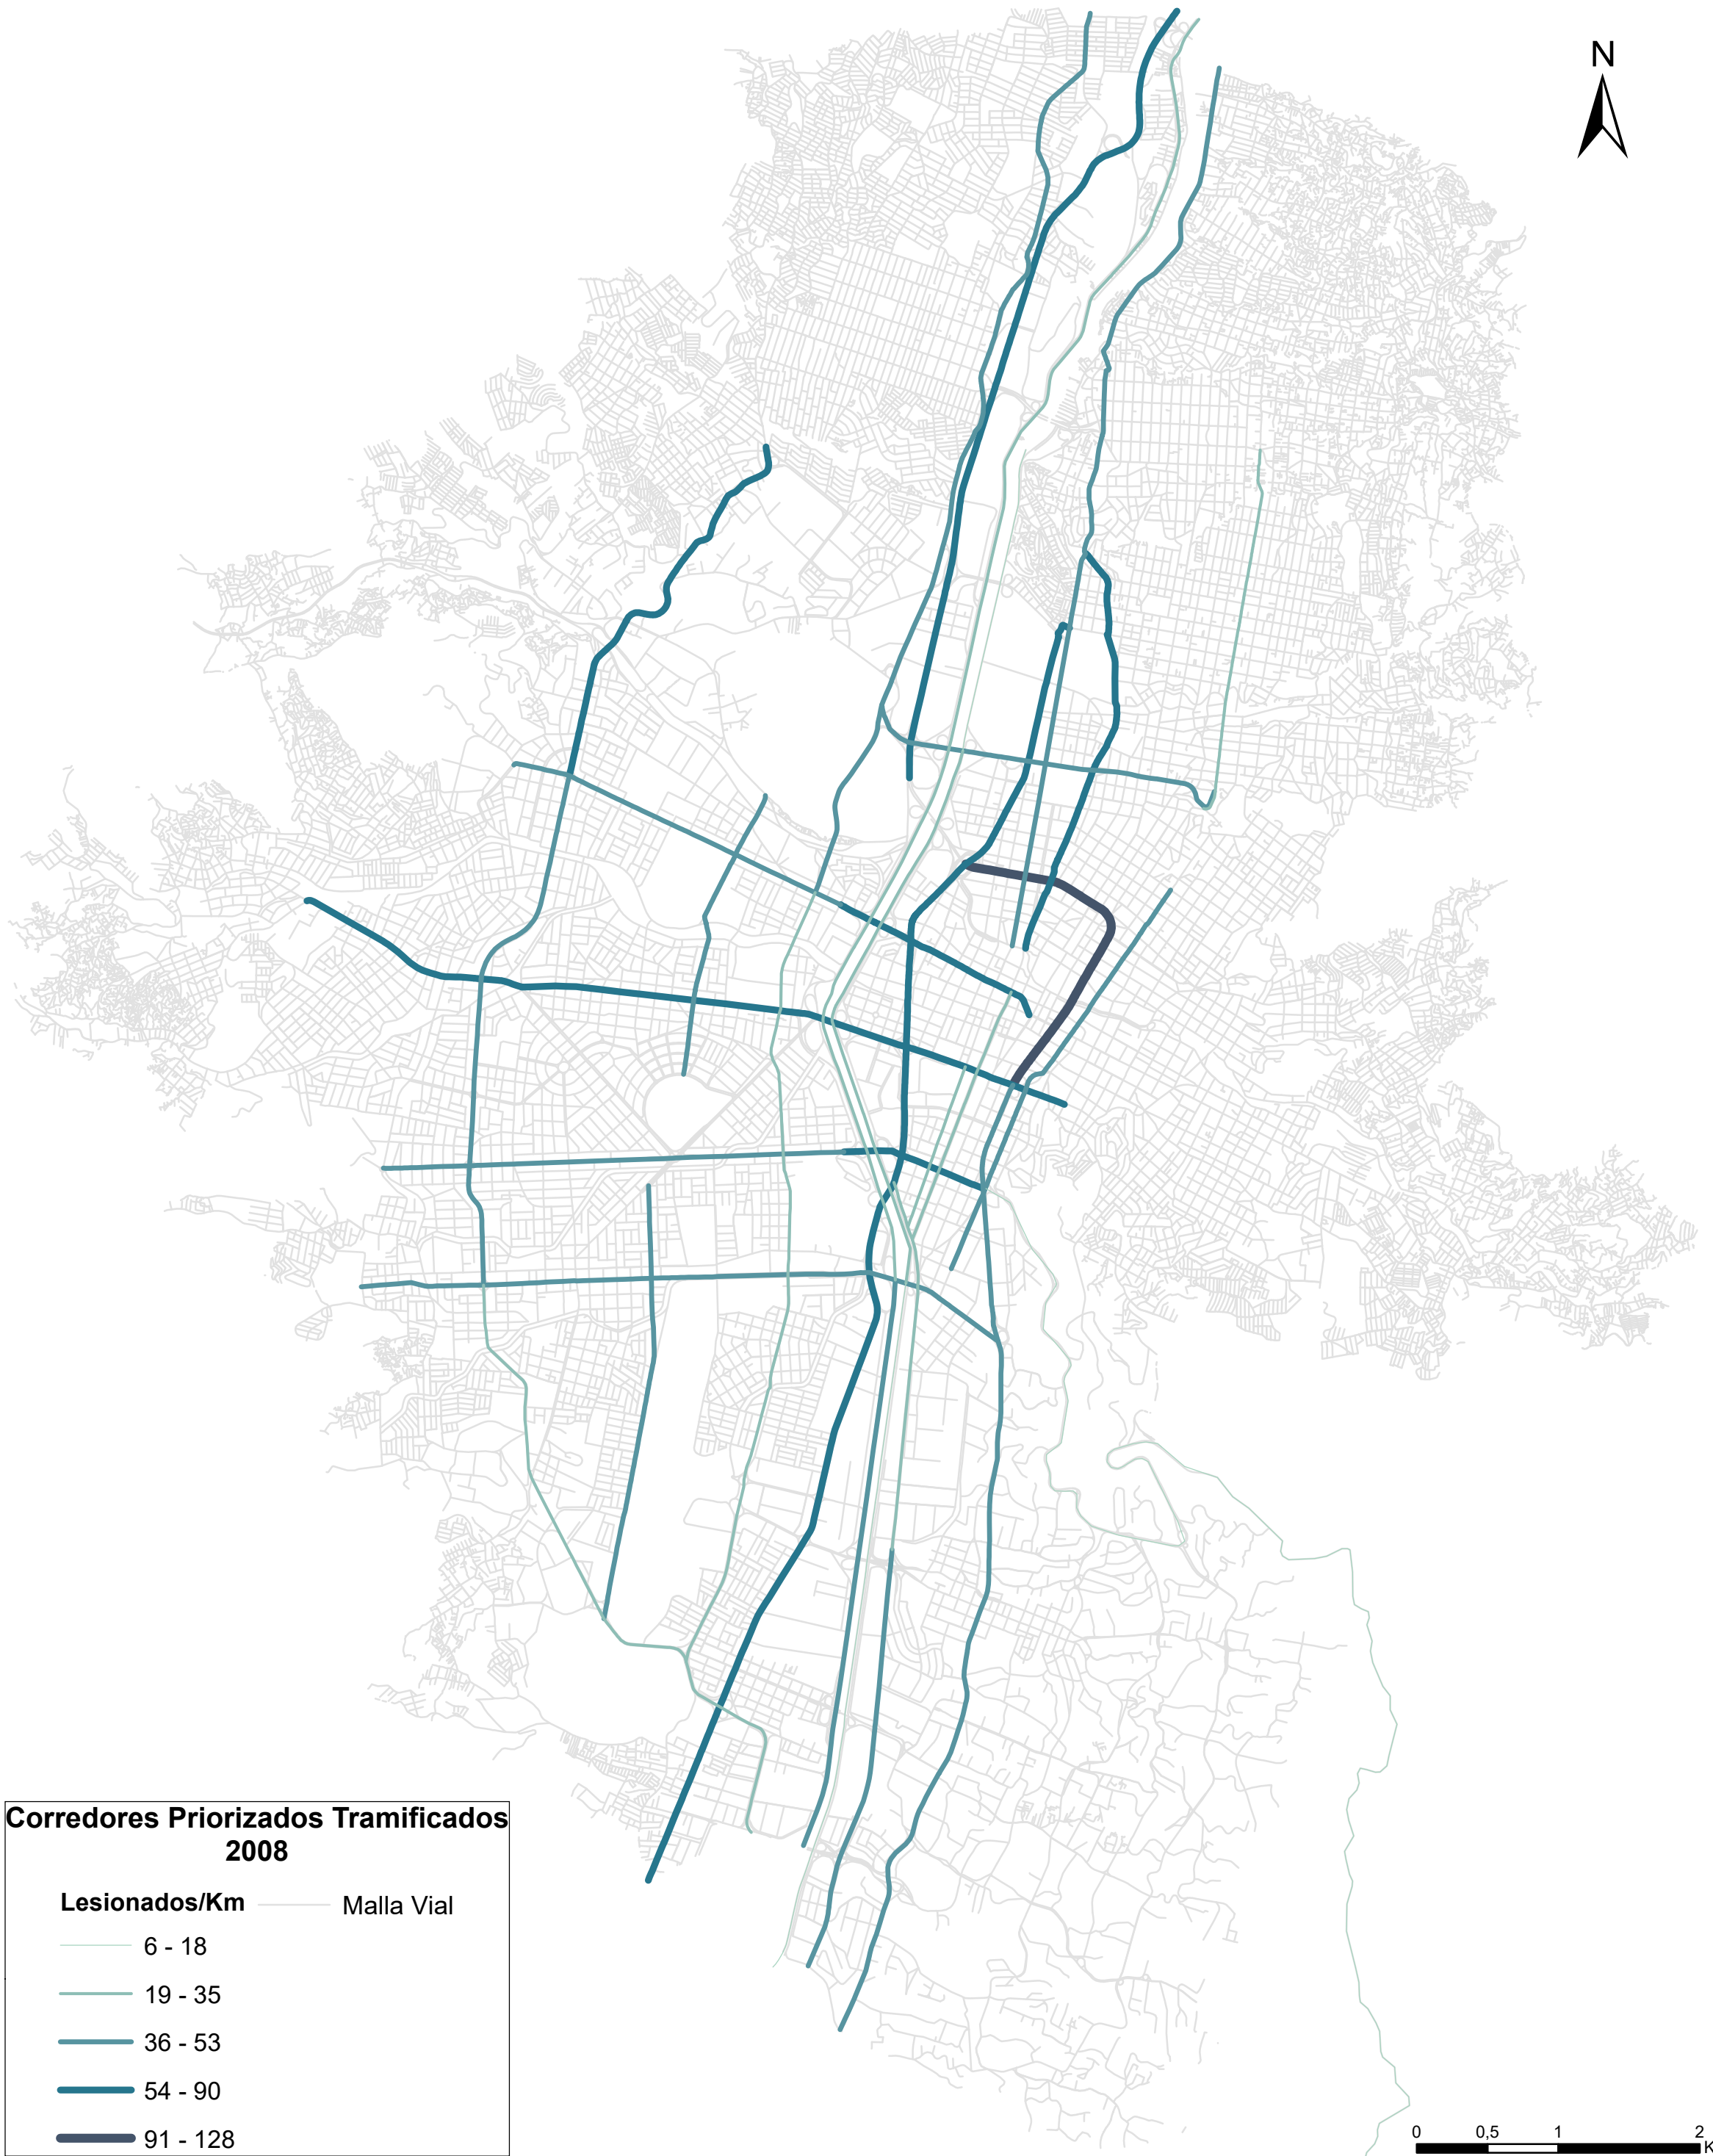 N
Corredores Priorizados Tramificados
2008
Lesionados/Km
Malla Vial
6 - 18
19 - 35
36 - 53
54 - 90
91 - 128
0 0,5 1 2
K